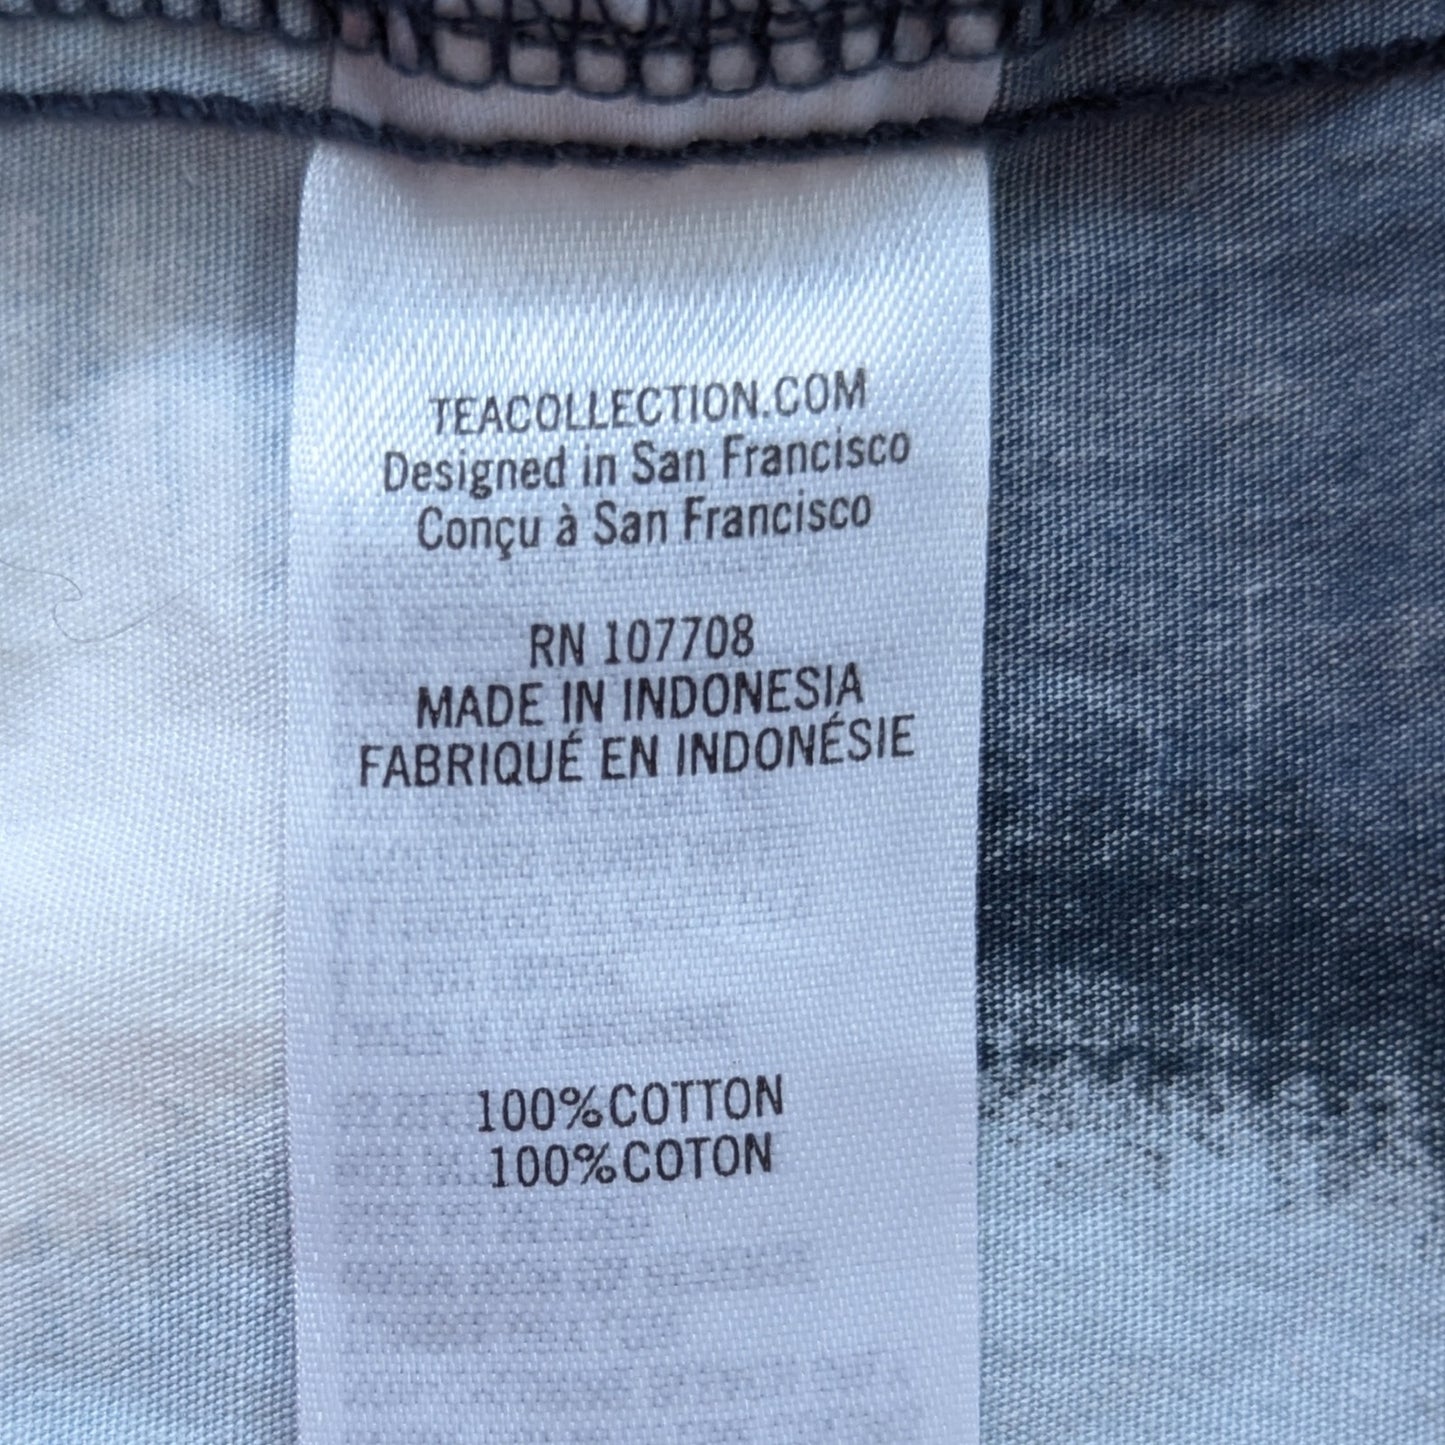 TEACOLLECTION.COM
Designed in San Francisco
Conçu à San Francisco
RN 107708
MADE IN INDONESIA
FABRIQUÉ EN INDONÉSIE
100%COTTON
100%COTON